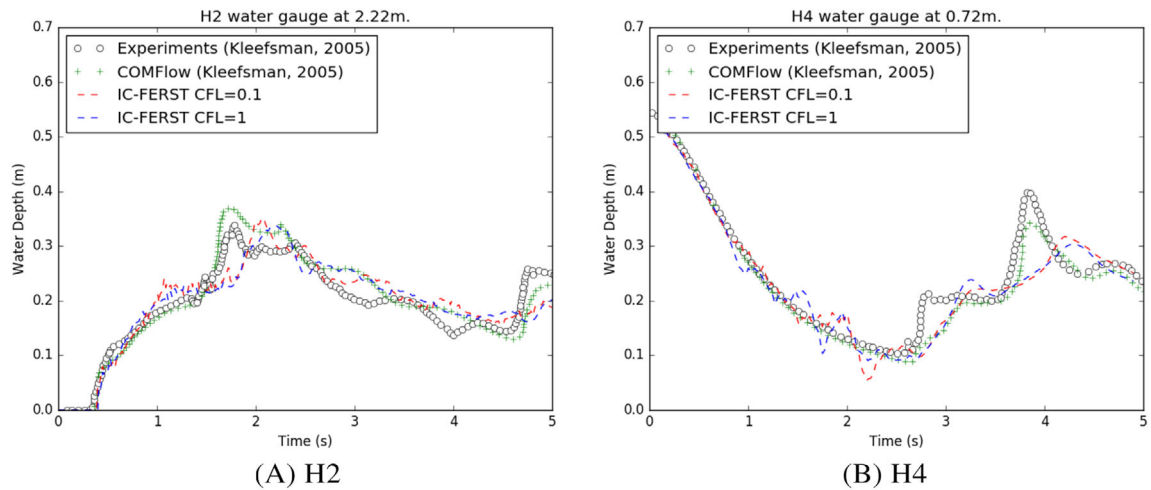 H2 water gauge at 2.22m.
0.7
0.6
0.5
0.4
0.3
0.2
0.1
0.0
Water Depth (m)
Experiments (Kleefsman, 2005)
COMFlow (Kleefsman, 2005)
IC-FERST CFL=0.1
IC-FERST CFL=1
0 1 2 3 4 5
Time (s)
(A) H2
H4 water gauge at 0.72m.
0.7
0.6
0.5
0.4
0.3
0.2
0.1
0.0
Water Depth (m)
Experiments (Kleefsman, 2005)
COMFlow (Kleefsman, 2005)
IC-FERST CFL=0.1
IC-FERST CFL=1
0 1 2 3 4 5
Time (s)
(B) H4